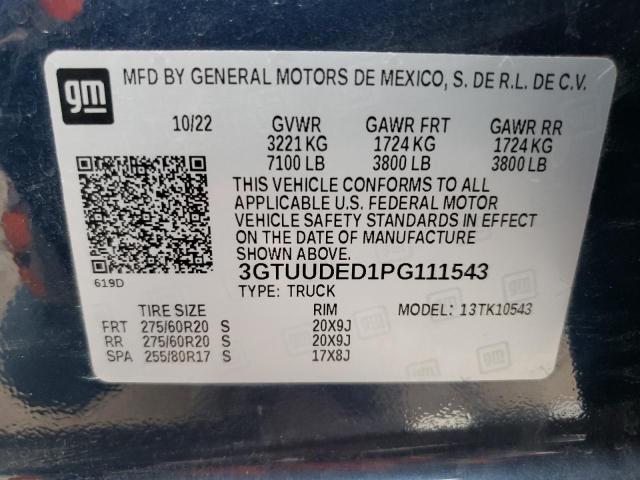 gm MFD BY GENERAL MOTORS DE MEXICO, S. DE R.L. DE C.V.
10/22 GVWR GAWR FRT GAWR RR
3221 KG 1724 KG 1724 KG
7100 LB 3800 LB 3800 LB
THIS VEHICLE CONFORMS TO ALL
APPLICABLE U.S. FEDERAL MOTOR
VEHICLE SAFETY STANDARDS IN EFFECT
ON THE DATE OF MANUFACTURE
SHOWN ABOVE.
3GTUUDED1PG111543
619D
TYPE: TRUCK
TIRE SIZE RIM MODEL: 13TK10543
FRT 275/60R20 S 20X9J
RR 275/60R20 S 20X9J
SPA 255/80R17 S 17X8J